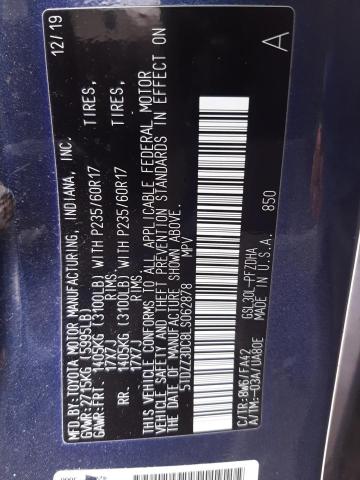 12/19
MFD.BY:TOYOTA MOTOR MANUFACTURING, INDIANA, INC.
GVWR:2715KG (5995LB)
GAWR:FRT. 1405KG (3100LB) WITH P235/60R17 TIRES,
17X7J RIMS
RR. 1405KG (3100LB) WITH P235/60R17 TIRES,
17X7J RIMS
THIS VEHICLE CONFORMS TO ALL APPLICABLE FEDERAL MOTOR
VEHICLE SAFETY AND THEFT PREVENTION STANDARDS IN EFFECT ON
THE DATE OF MANUFACTURE SHOWN ABOVE.
5TDZZ3DC8LS062878 MPV
A
C/TR:8W6/FA42 GSL30L-PFZDHA
A/TM:-03A/UA80E 850
MADE IN U.S.A.